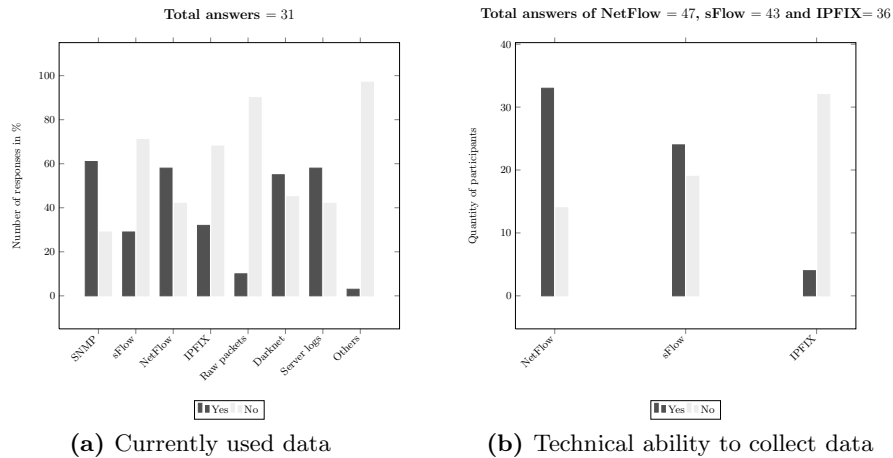 Total answers = 31
Number of responses in %
100
80
60
40
20
0
SNMP
sFlow
NetFlow
IPFIX
Raw packets
Darknet
Server logs
Others
Yes No
(a) Currently used data
Total answers of NetFlow = 47, sFlow = 43 and IPFIX= 36
Quantity of participants
40
30
20
10
0
NetFlow
sFlow
IPFIX
Yes No
(b) Technical ability to collect data